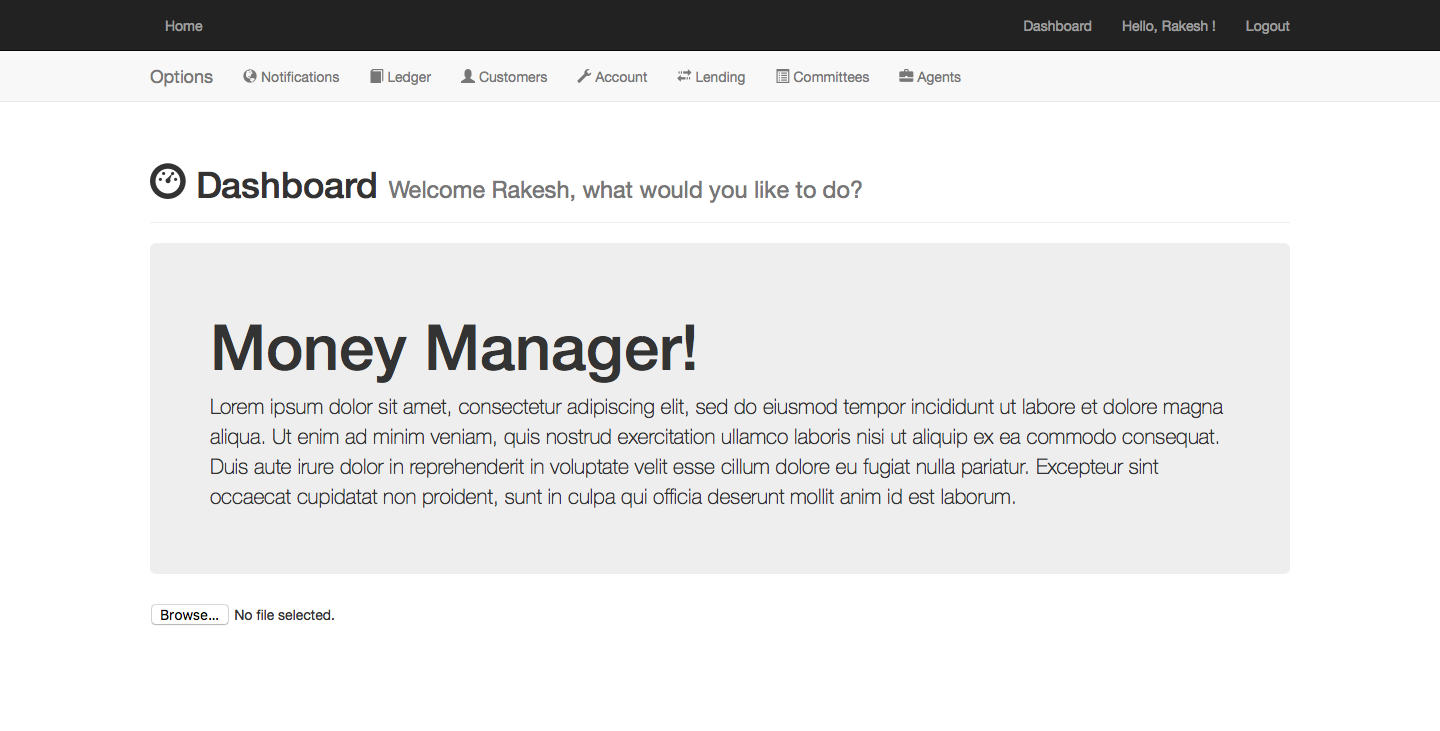 Home Dashboard Hello, Rakesh ! Logout
Options Notifications Ledger Customers Account Lending Committees Agents
Dashboard Welcome Rakesh, what would you like to do?
Money Manager!
Lorem ipsum dolor sit amet, consectetur adipiscing elit, sed do eiusmod tempor incididunt ut labore et dolore magna
aliqua. Ut enim ad minim veniam, quis nostrud exercitation ullamco laboris nisi ut aliquip ex ea commodo consequat.
Duis aute irure dolor in reprehenderit in voluptate velit esse cillum dolore eu fugiat nulla pariatur. Excepteur sint
occaecat cupidatat non proident, sunt in culpa qui officia deserunt mollit anim id est laborum.
Browse... No file selected.